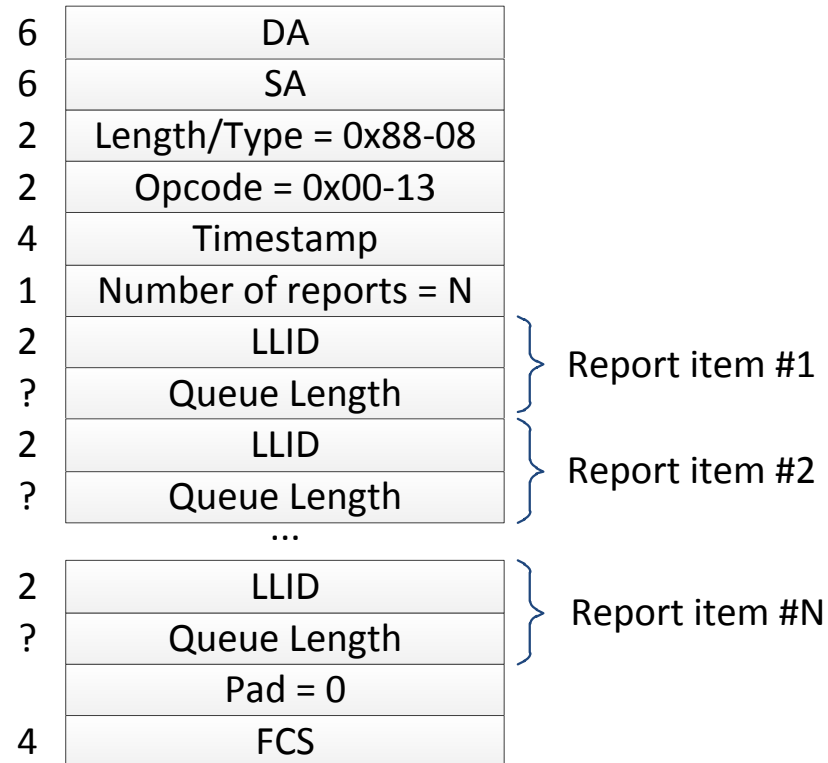 6 DA
6 SA
2 Length/Type = 0x88-08
2 Opcode = 0x00-13
4 Timestamp
1 Number of reports = N
2 LLID
Report item #1
? Queue Length
2 LLID
Report item #2
? Queue Length
...
2 LLID
Report item #N
? Queue Length
Pad = 0
4 FCS